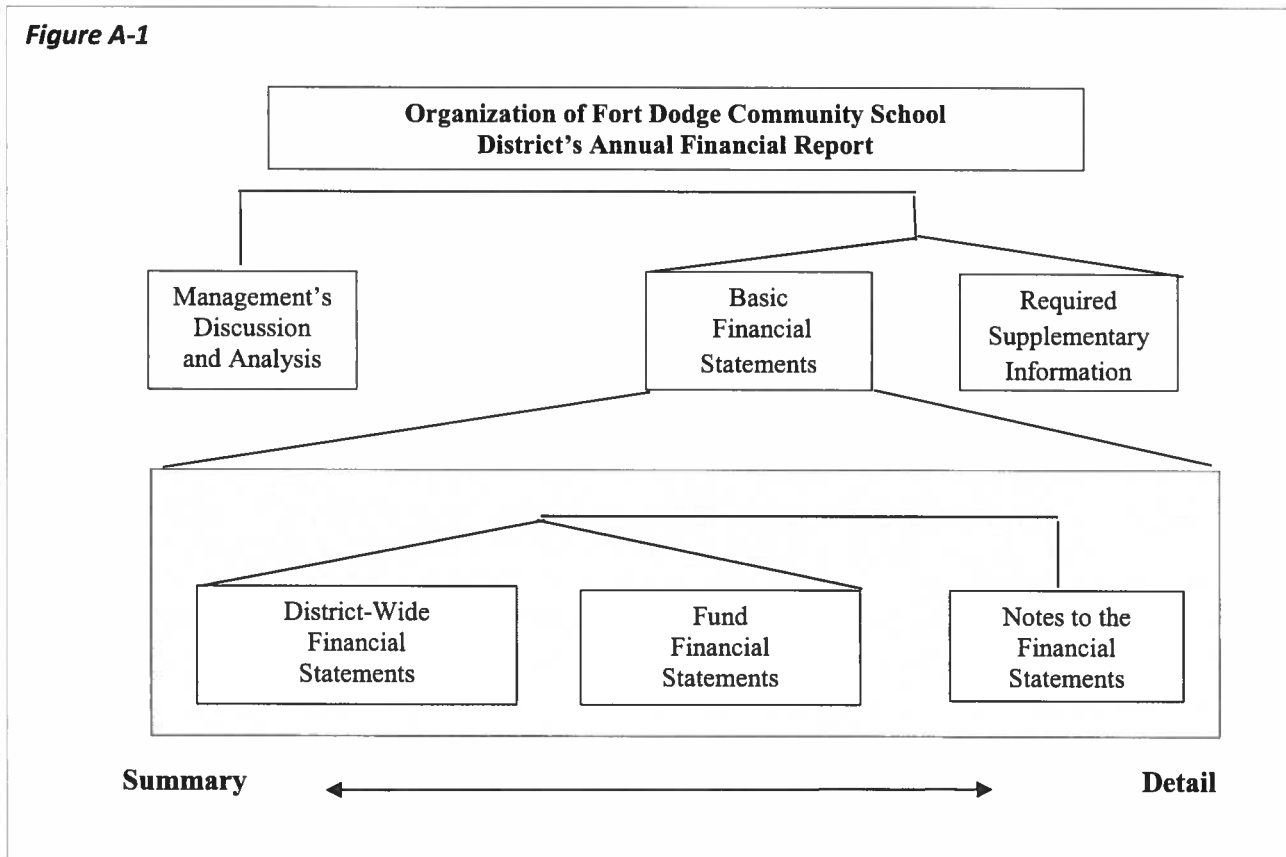 Figure A-1
Organization of Fort Dodge Community School
District's Annual Financial Report
Management's
Discussion
and Analysis
Basic
Financial
Statements
Required
Supplementary
Information
District-Wide
Financial
Statements
Fund
Financial
Statements
Notes to the
Financial
Statements
Summary
Detail